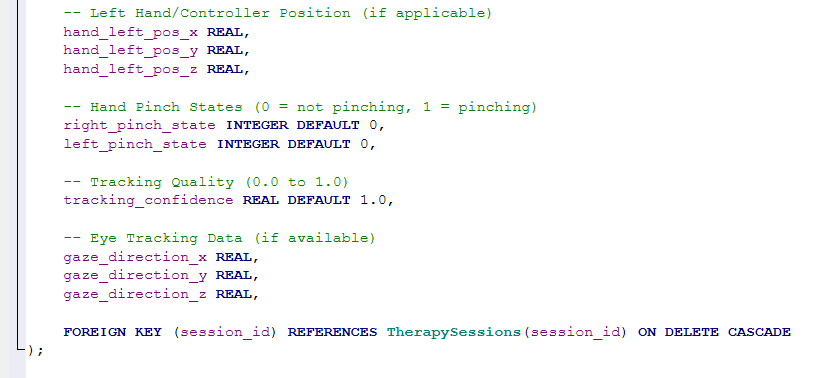 -- Left Hand/Controller Position (if applicable)
hand_left_pos_x REAL,
hand_left_pos_y REAL,
hand_left_pos_z REAL,
-- Hand Pinch States (0 = not pinching, 1 = pinching)
right_pinch_state INTEGER DEFAULT 0,
left_pinch_state INTEGER DEFAULT 0,
-- Tracking Quality (0.0 to 1.0)
tracking_confidence REAL DEFAULT 1.0,
-- Eye Tracking Data (if available)
gaze_direction_x REAL,
gaze_direction_y REAL,
gaze_direction_z REAL,
FOREIGN KEY (session_id) REFERENCES TherapySessions(session_id) ON DELETE CASCADE
);